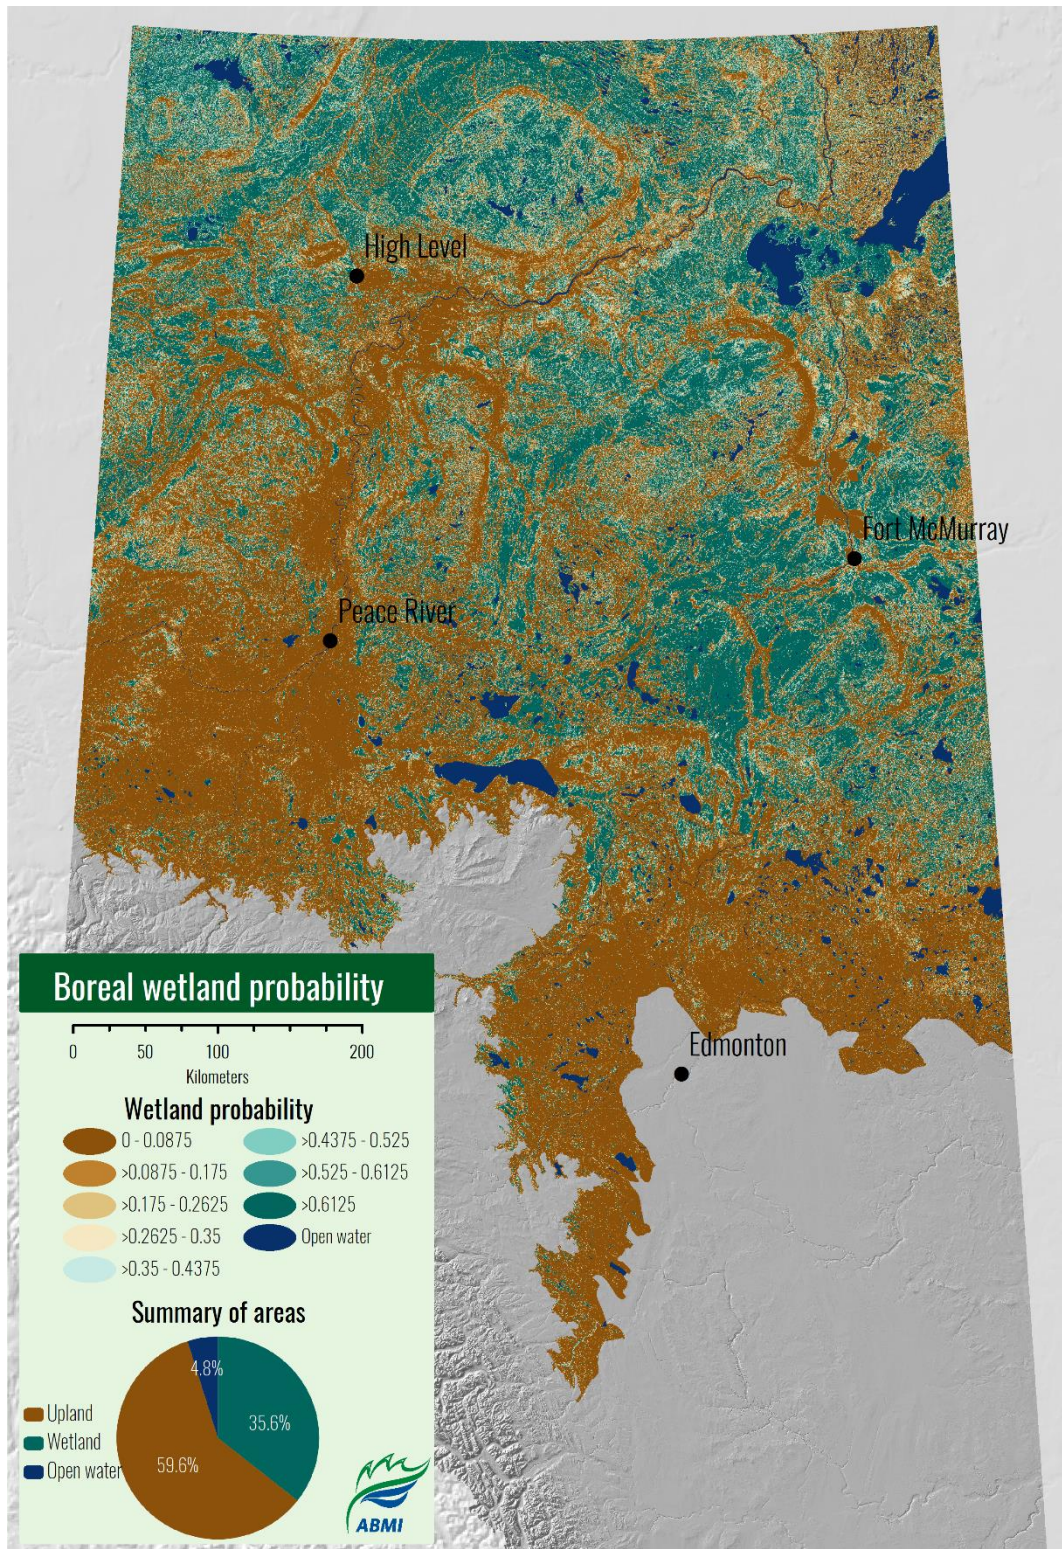 High Level
Fort McMurray
Peace River
Edmonton
Boreal wetland probability
0 50 100 200
Kilometers
Wetland probability
0 - 0.0875
>0.0875 - 0.175
>0.175 - 0.2625
>0.2625 - 0.35
>0.35 - 0.4375
>0.4375 - 0.525
>0.525 - 0.6125
>0.6125
Open water
Summary of areas
4.8%
35.6%
59.6%
Upland
Wetland
Open water
ABMI